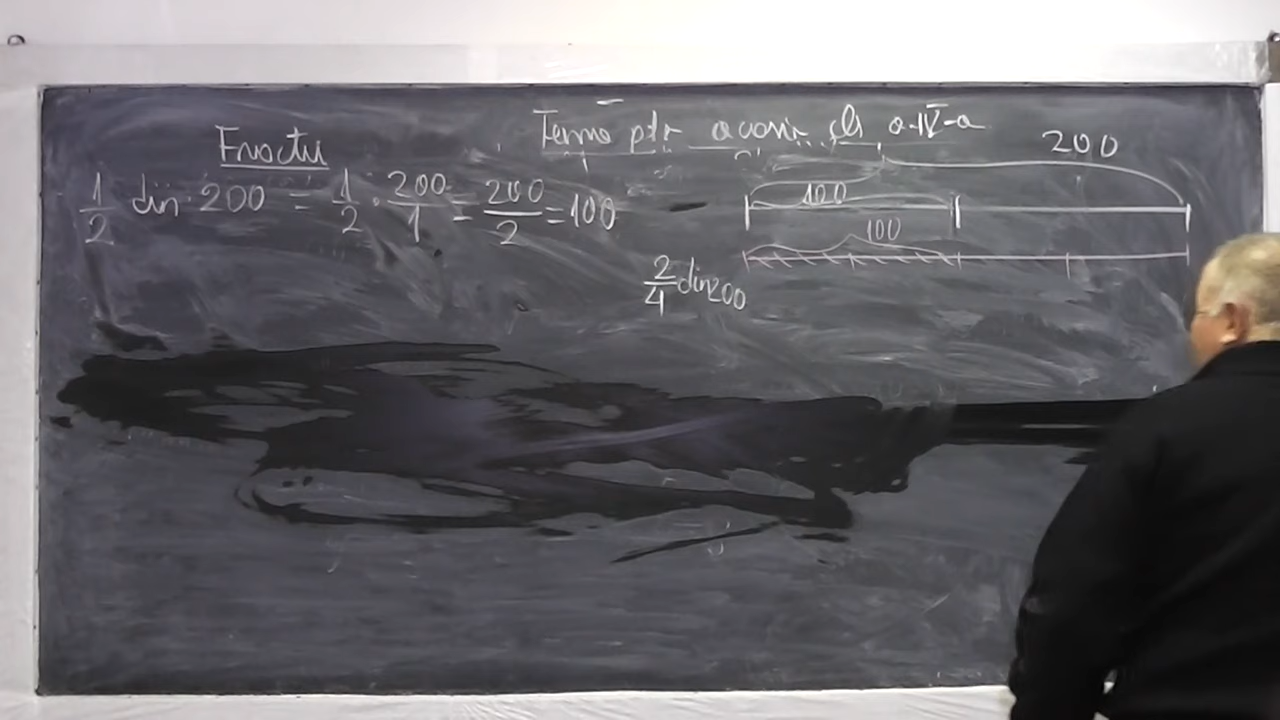 Fracții
Temă ptr acasă cls a-IV-a
1/2 din 200 = 1/2 · 200/1 = 200/2 = 100
200
100
100
2/4 din 200